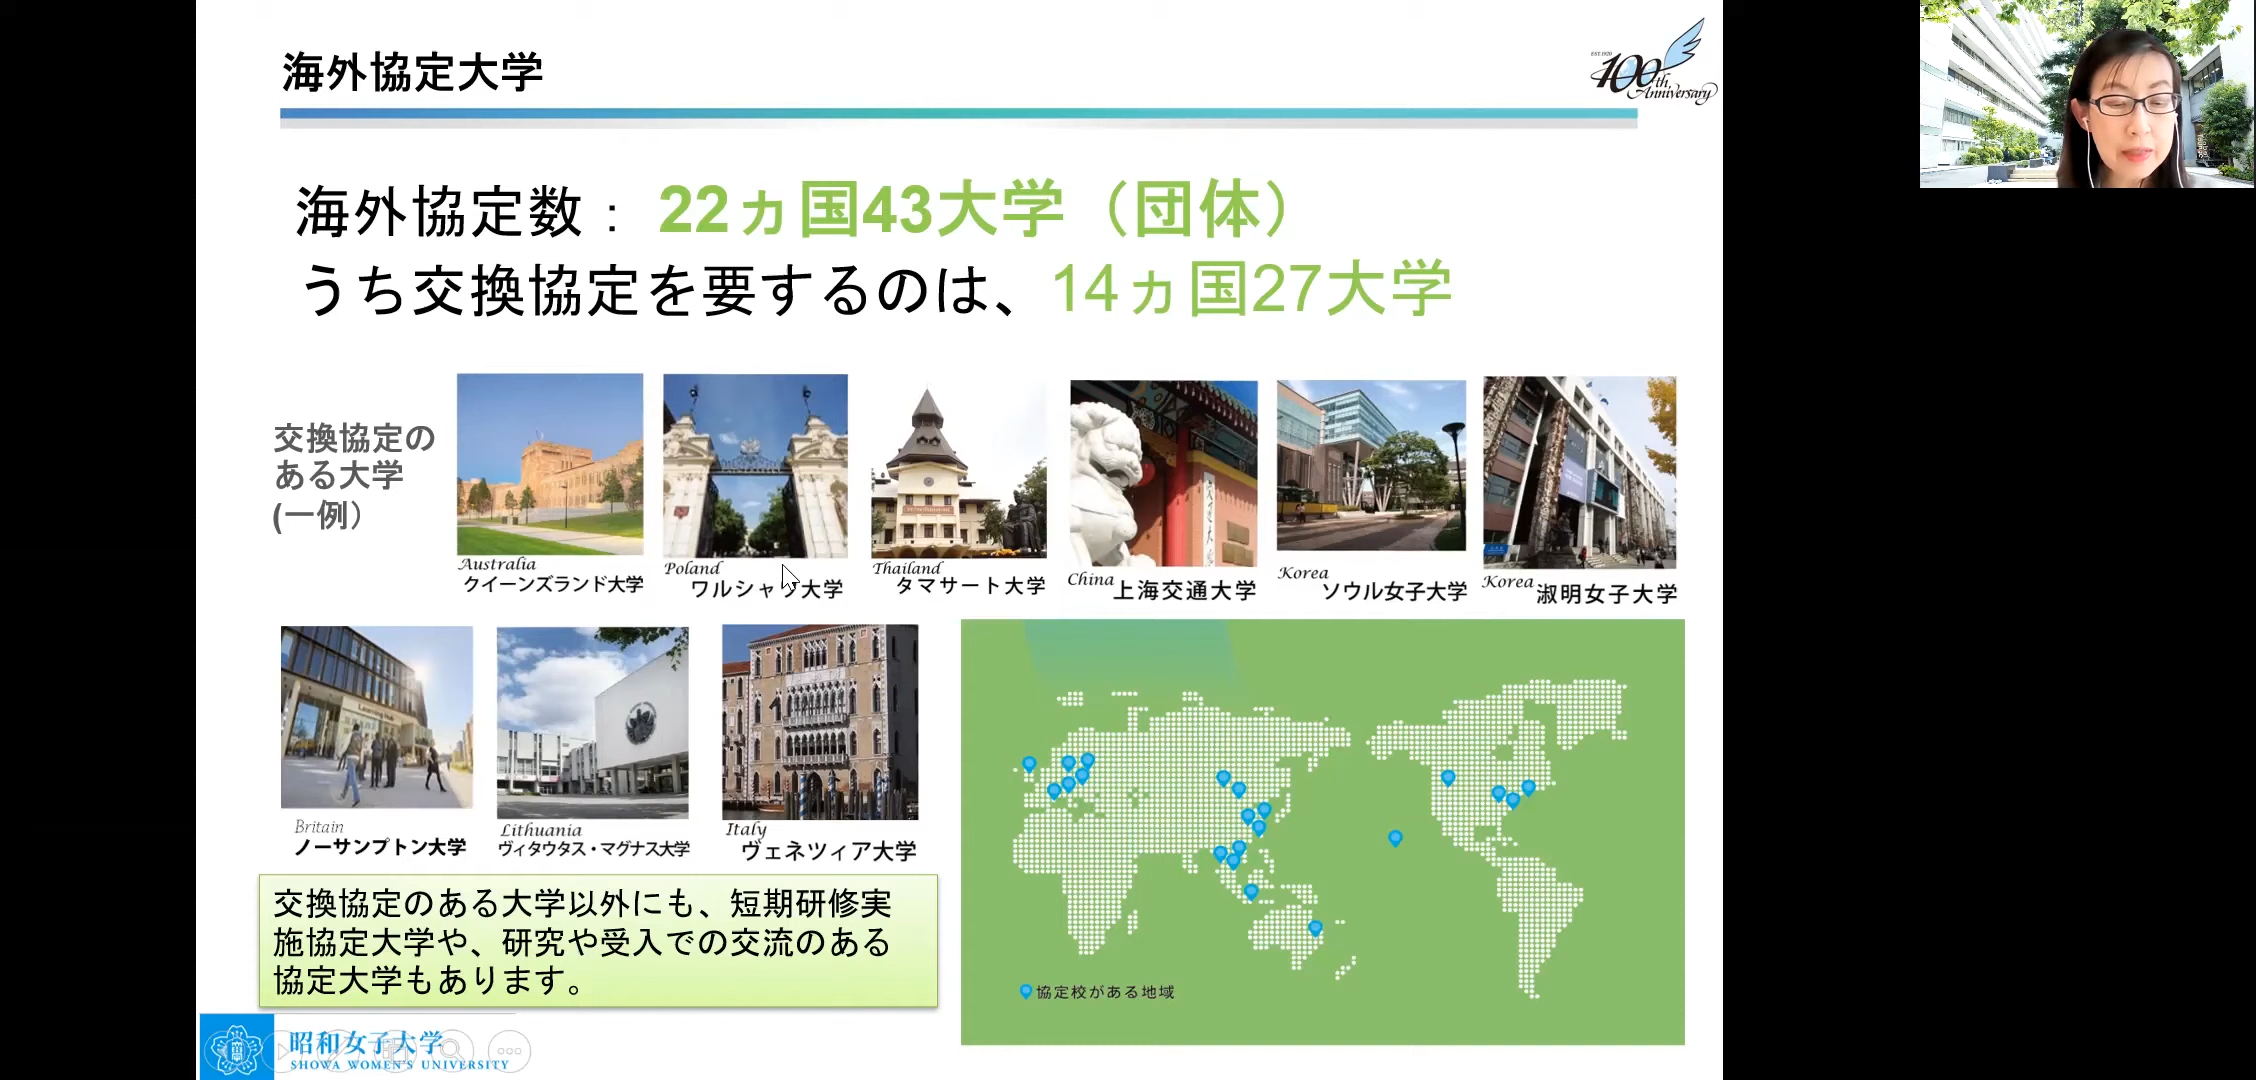 海外協定大学
EST.1920
100th Anniversary
海外協定数： 22ヵ国43大学（団体）
うち交換協定を要するのは、14ヵ国27大学
交換協定の
ある大学
(一例）
Australia
クイーンズランド大学
Poland
ワルシャワ大学
Thailand
タマサート大学
China
上海交通大学
Korea
ソウル女子大学
Korea
淑明女子大学
Learning Hub
Britain
ノーサンプトン大学
Lithuania
ヴィタウタス・マグナス大学
Italy
ヴェネツィア大学
交換協定のある大学以外にも、短期研修実
施協定大学や、研究や受入での交流のある
協定大学もあります。
協定校がある地域
昭和女子大学
SHOWA WOMEN'S UNIVERSITY